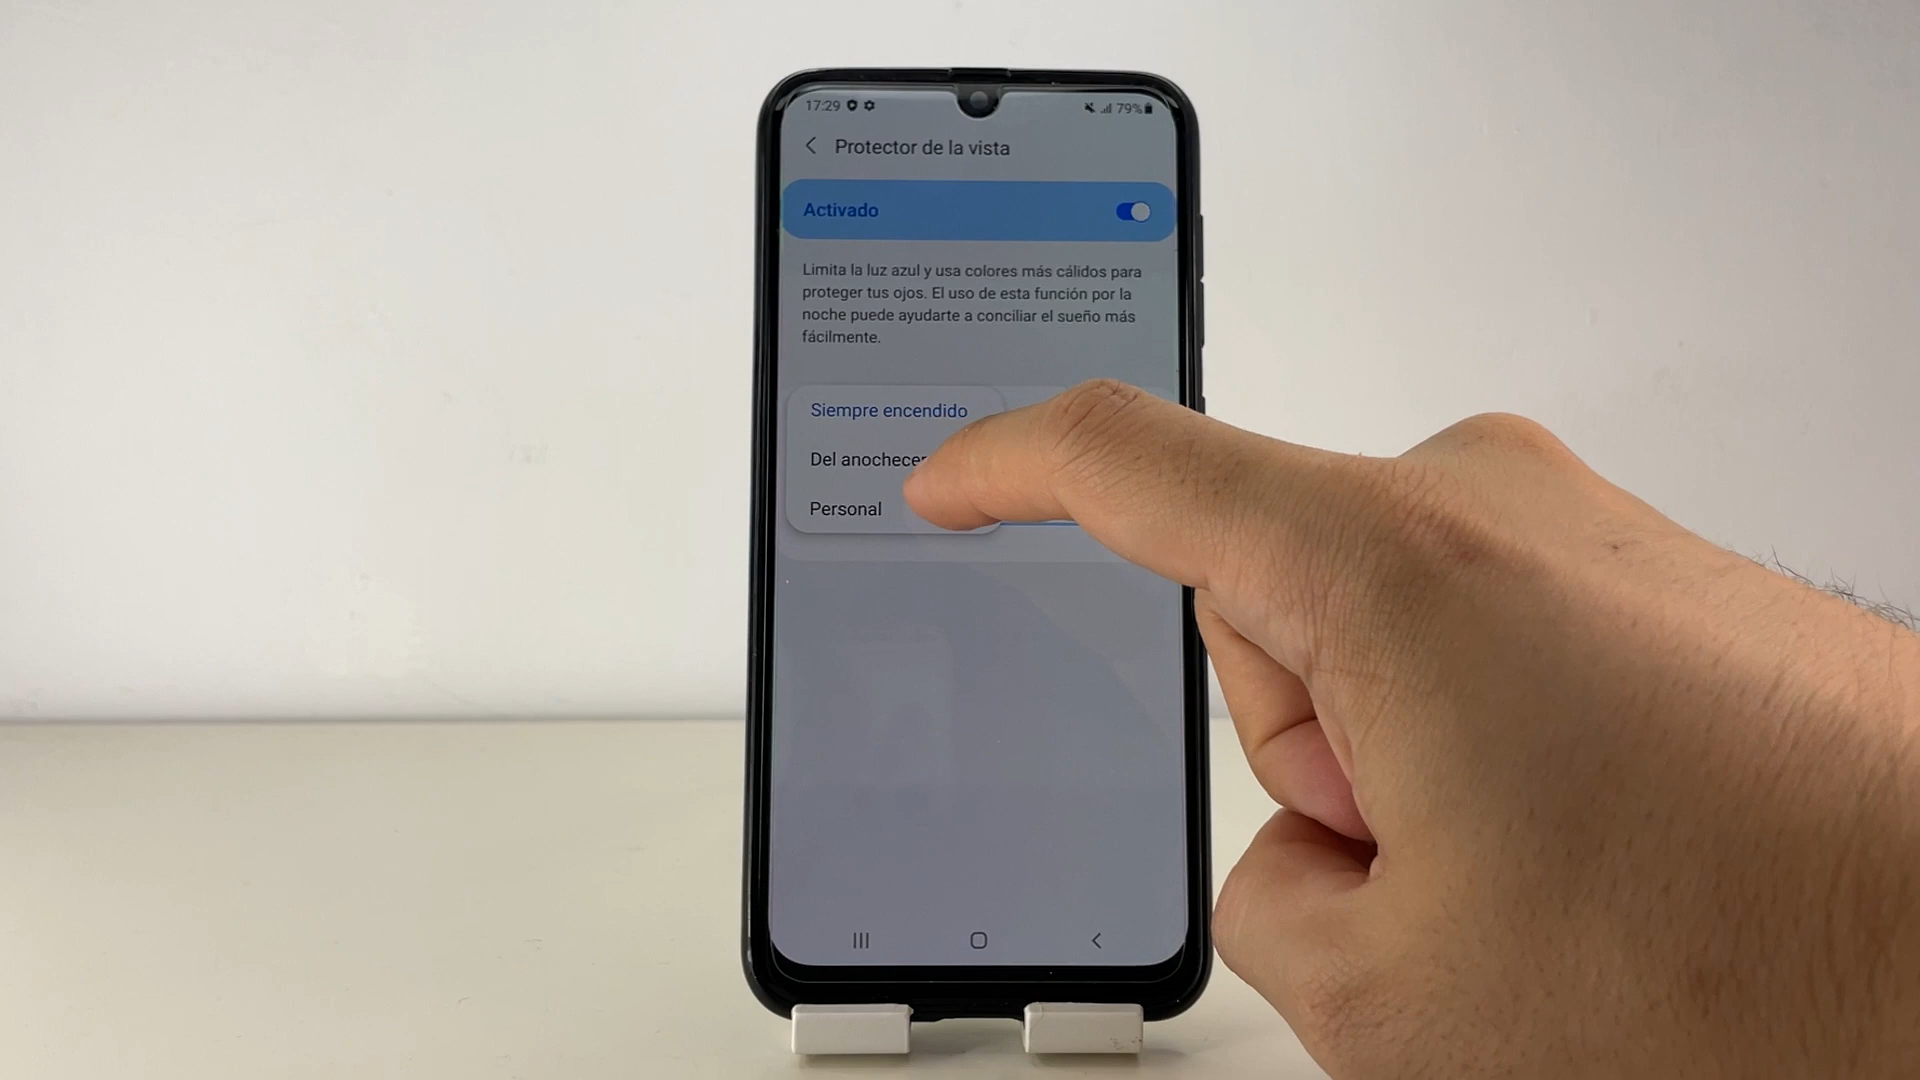 17:29
79%
Protector de la vista
Activado
Limita la luz azul y usa colores más cálidos para
proteger tus ojos. El uso de esta función por la
noche puede ayudarte a conciliar el sueño más
fácilmente.
Siempre encendido
Del anochecer
Personal